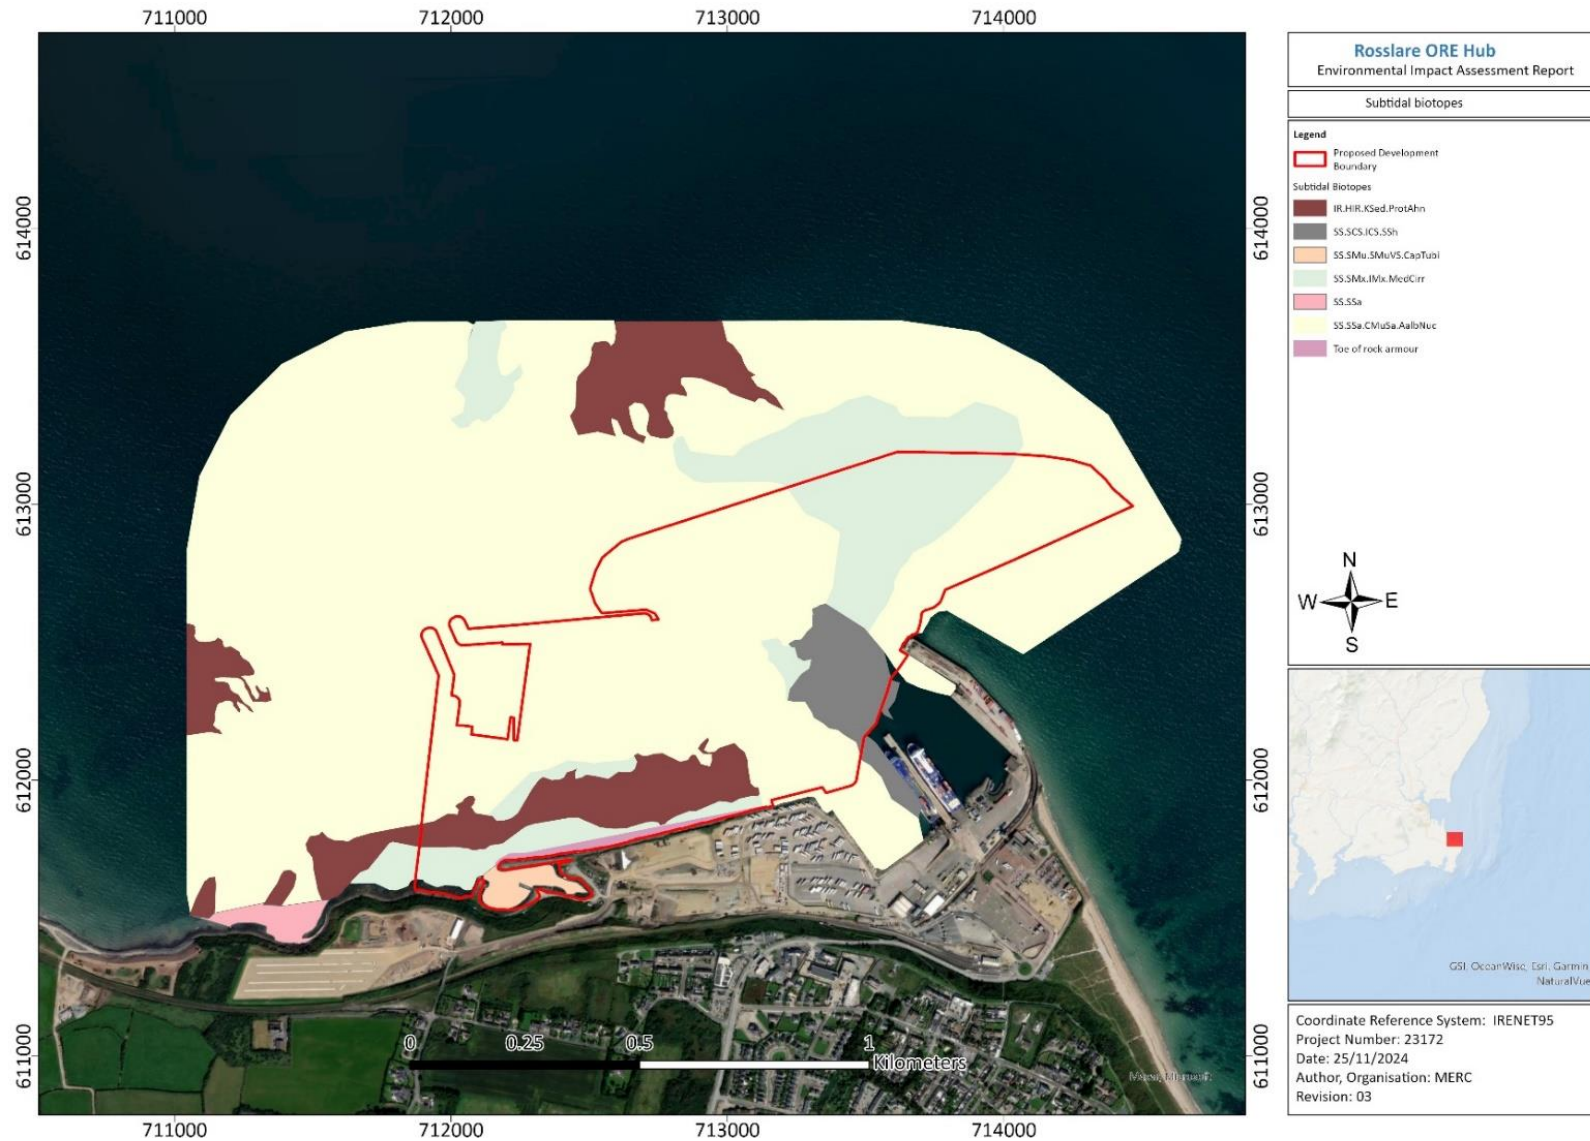 711000 712000 713000 714000
614000
613000
612000
611000
614000
613000
612000
611000
711000 712000 713000 714000
0 0.25 0.5 1
Kilometers
Rosslare ORE Hub
Environmental Impact Assessment Report
Subtidal biotopes
Legend
Proposed Development
Boundary
Subtidal Biotopes
IR.HIR.KSed.ProtAhn
SS.SCS.ICS.SSh
SS.SMu.SMuVS.CapTubi
SS.SMx.IMx.MedCirr
SS.SSa
SS.SSa.CMuSa.AalbNuc
Toe of rock armour
N
W E
S
GSI, OceanWise, Esri, Garmin,
NaturalVue
Coordinate Reference System: IRENET95
Project Number: 23172
Date: 25/11/2024
Author, Organisation: MERC
Revision: 03